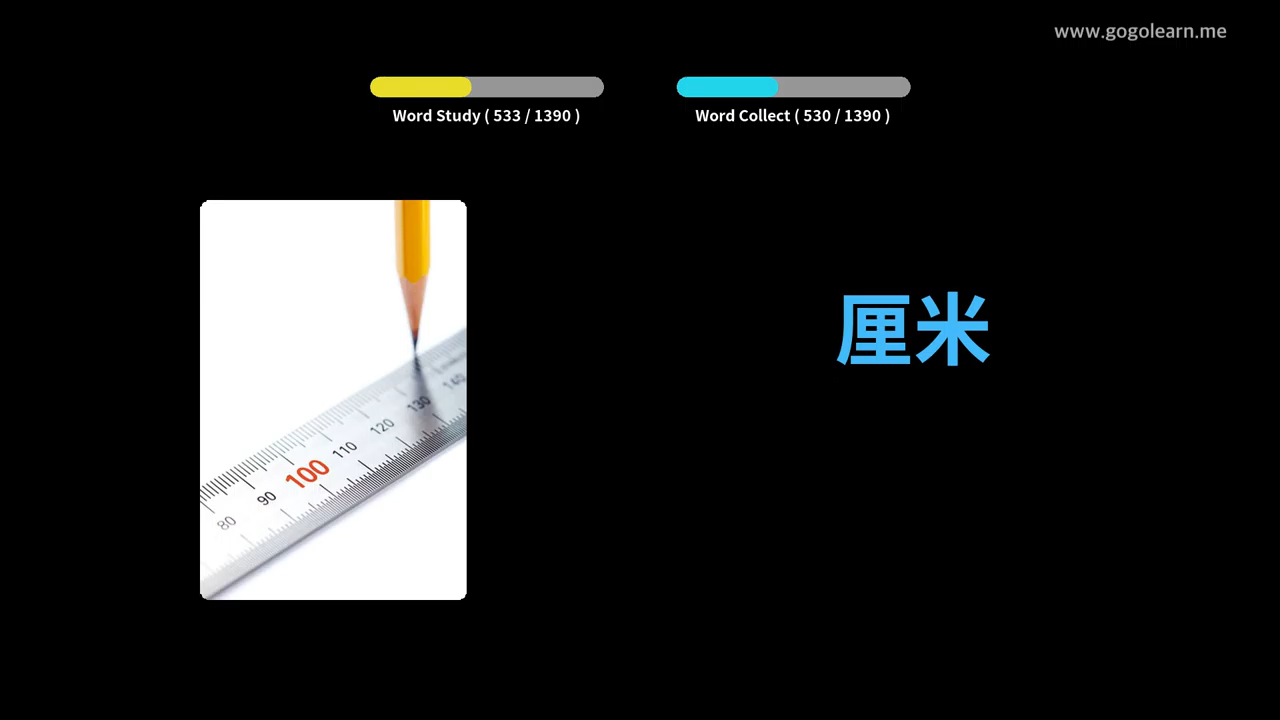 www.gogolearn.me
Word Study ( 533 / 1390 )
Word Collect ( 530 / 1390 )
厘米
80
90
100
110
120
130
140